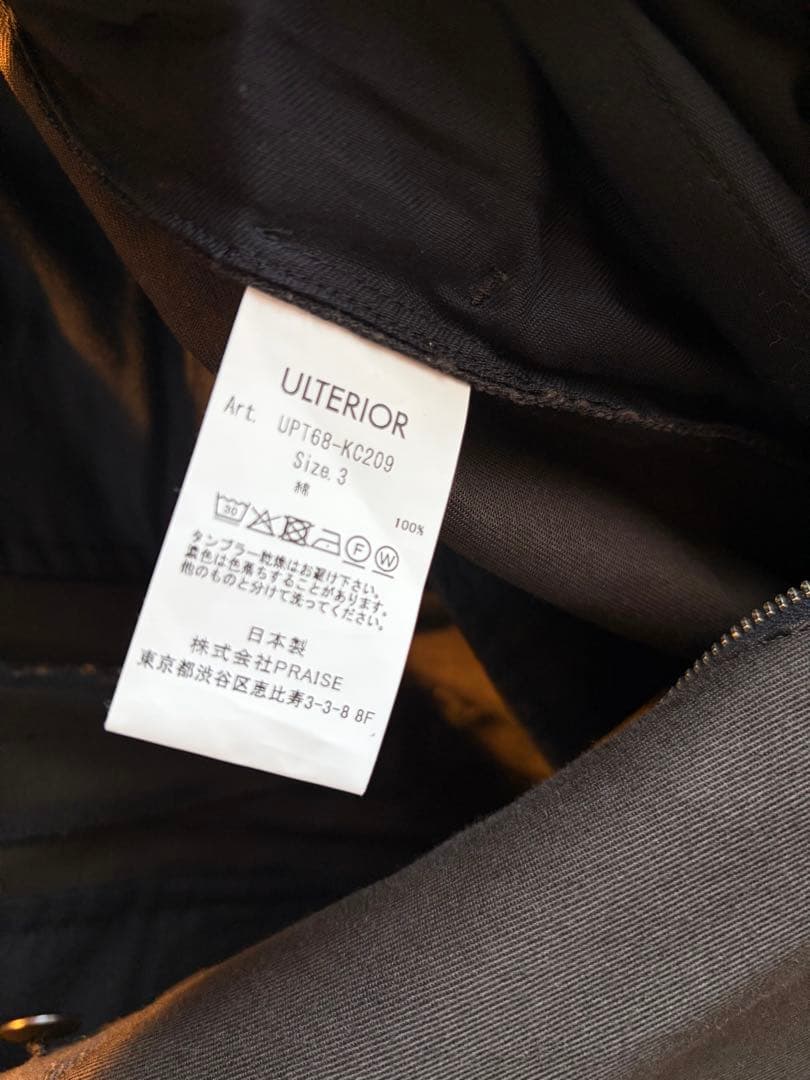 ULTERIOR
Art. UPT68-KC209
Size.3
綿 100%
30 F W
タンブラー乾燥はお避け下さい。
濃色は色落ちすることがあります。
他のものと分けて洗ってください。
日本製
株式会社PRAISE
東京都渋谷区恵比寿3-3-8 8F